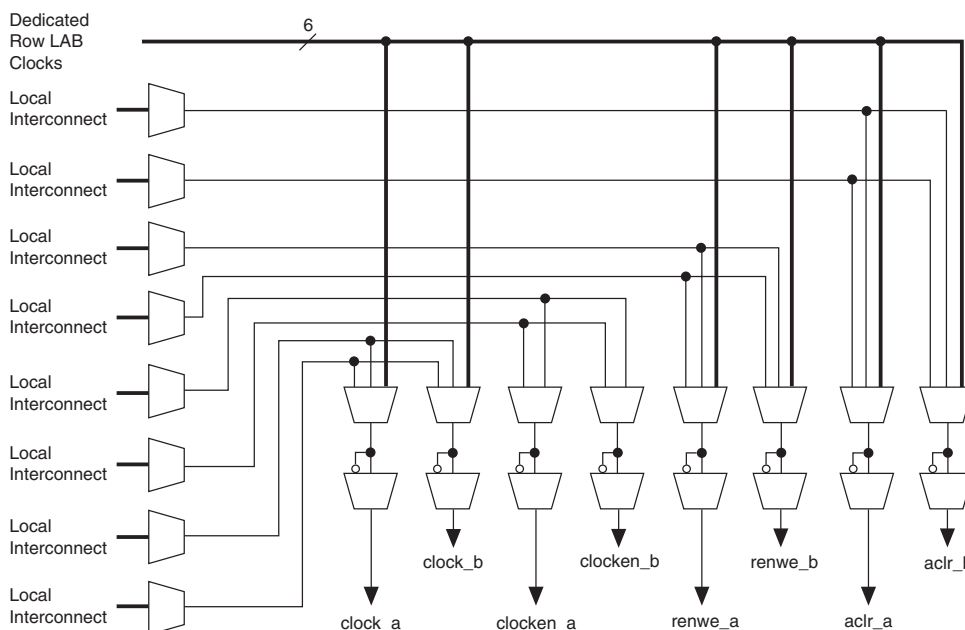 Dedicated
Row LAB
Clocks
6
Local
Interconnect
Local
Interconnect
Local
Interconnect
Local
Interconnect
Local
Interconnect
Local
Interconnect
Local
Interconnect
Local
Interconnect
clock_b
clocken_b
renwe_b
clock_a
clocken_a
renwe_a
aclr_a